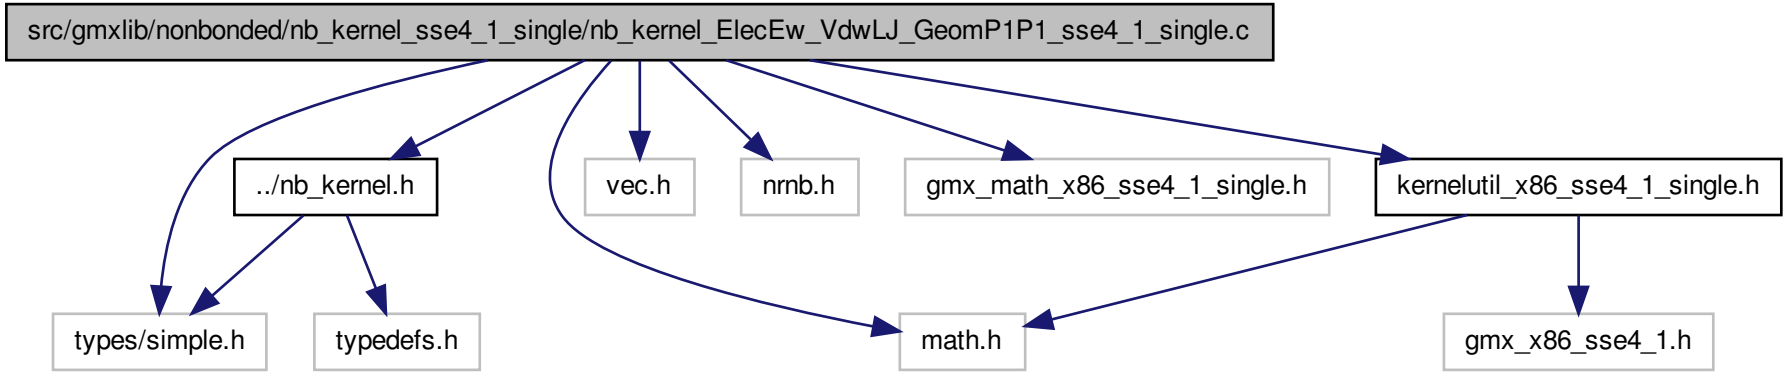 src/gmxlib/nonbonded/nb_kernel_sse4_1_single/nb_kernel_ElecEw_VdwLJ_GeomP1P1_sse4_1_single.c
../nb_kernel.h
vec.h
nrnb.h
gmx_math_x86_sse4_1_single.h
kernelutil_x86_sse4_1_single.h
types/simple.h
typedefs.h
math.h
gmx_x86_sse4_1.h